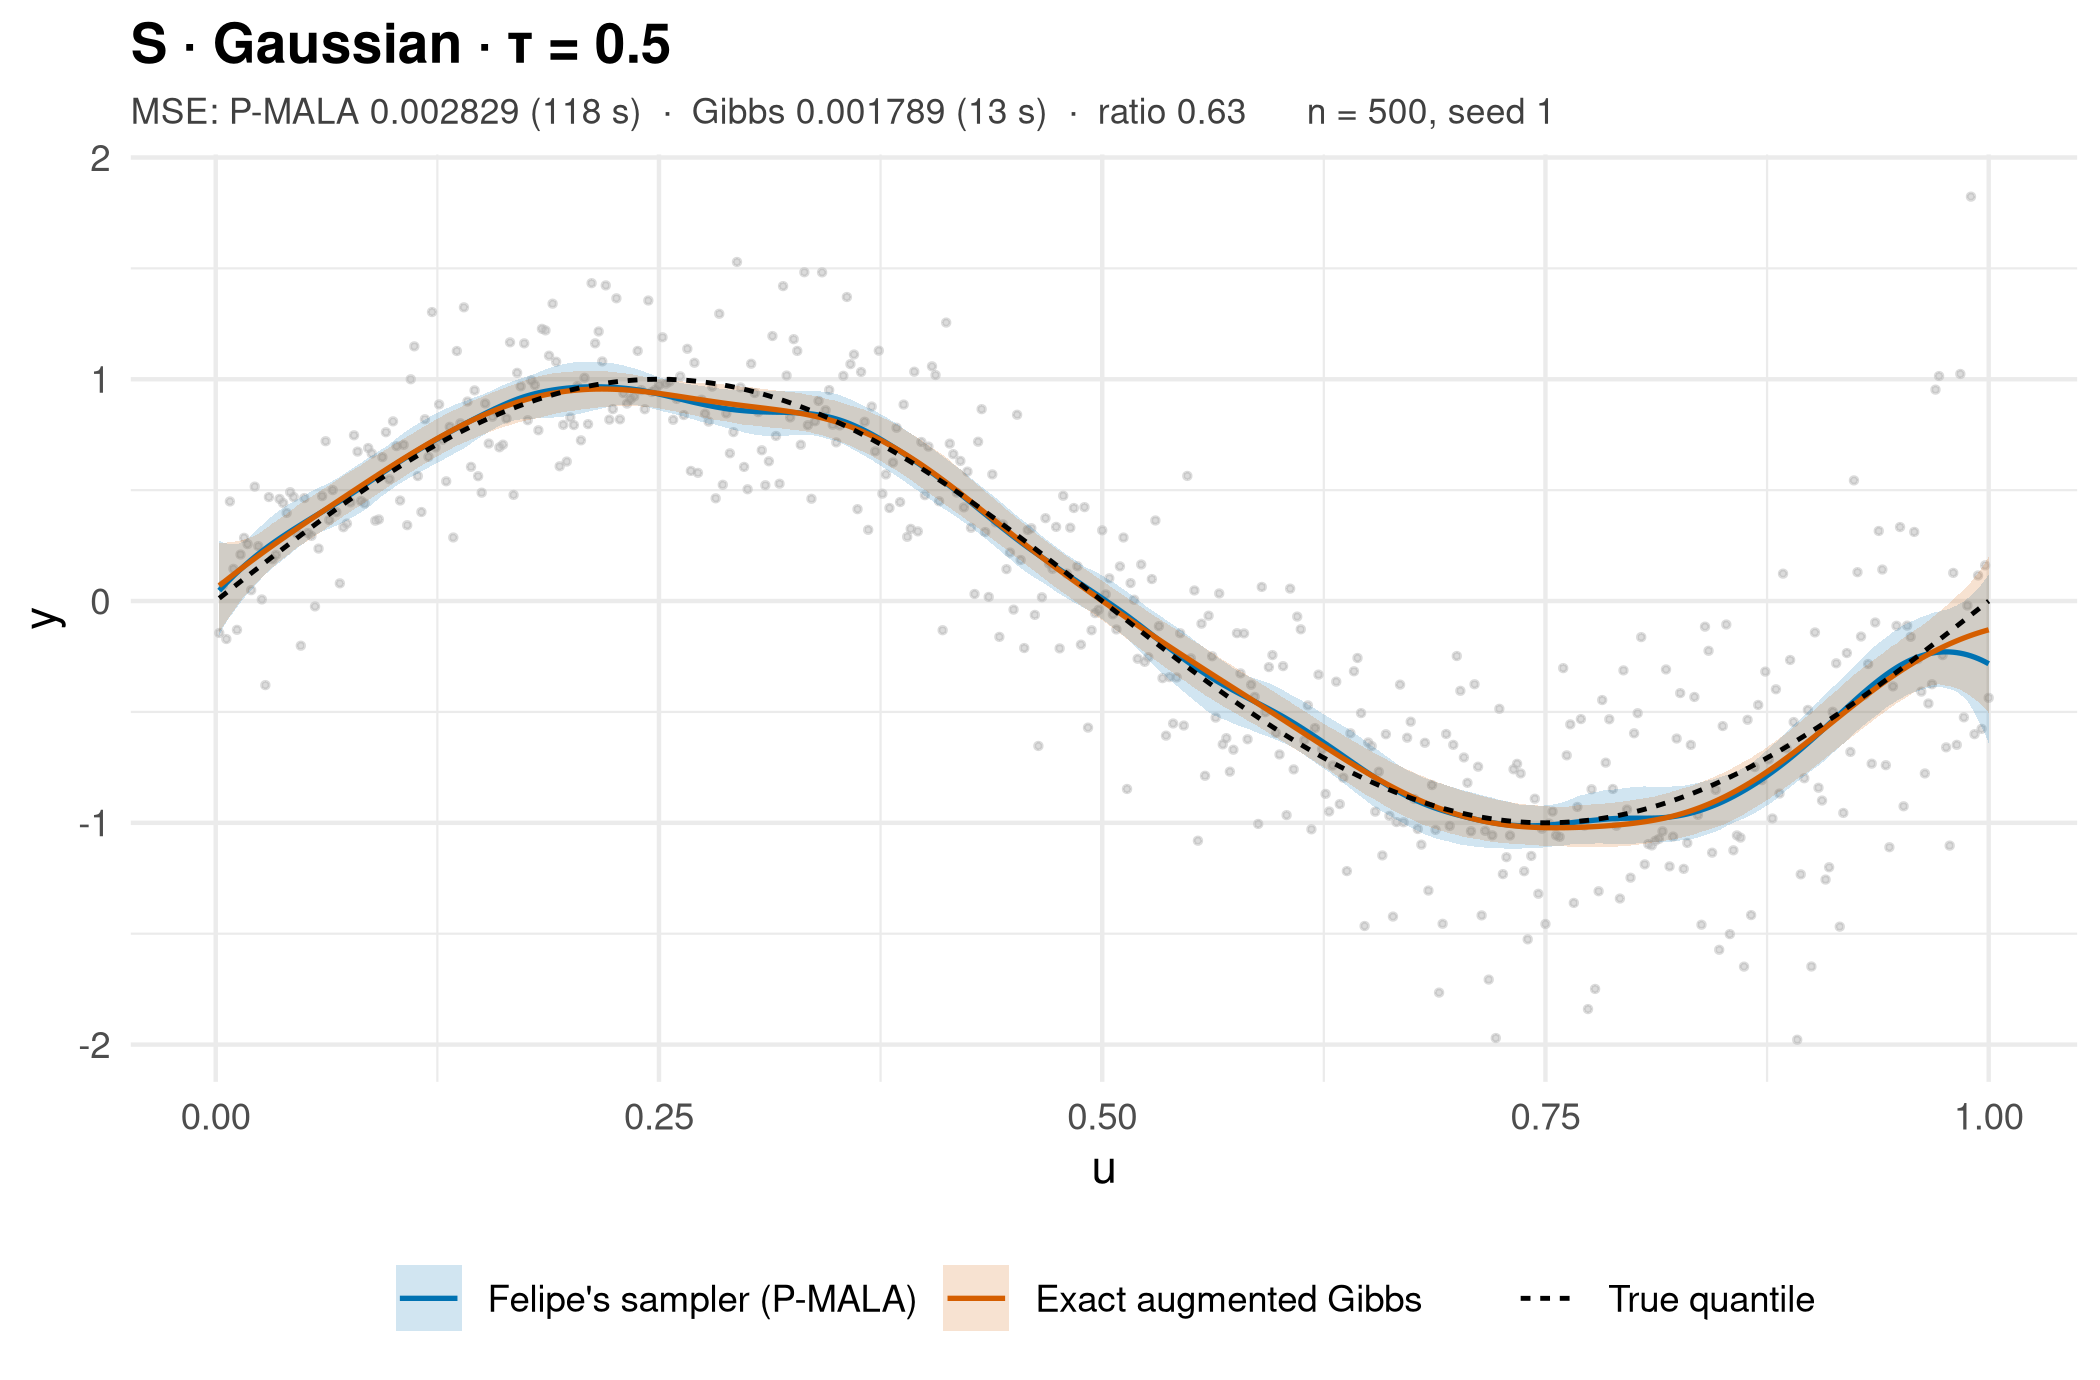 S · Gaussian · τ = 0.5
MSE: P-MALA 0.002829 (118 s) · Gibbs 0.001789 (13 s) · ratio 0.63 n = 500, seed 1
2
1
0
-1
-2
y
0.00 0.25 0.50 0.75 1.00
u
Felipe's sampler (P-MALA) Exact augmented Gibbs True quantile